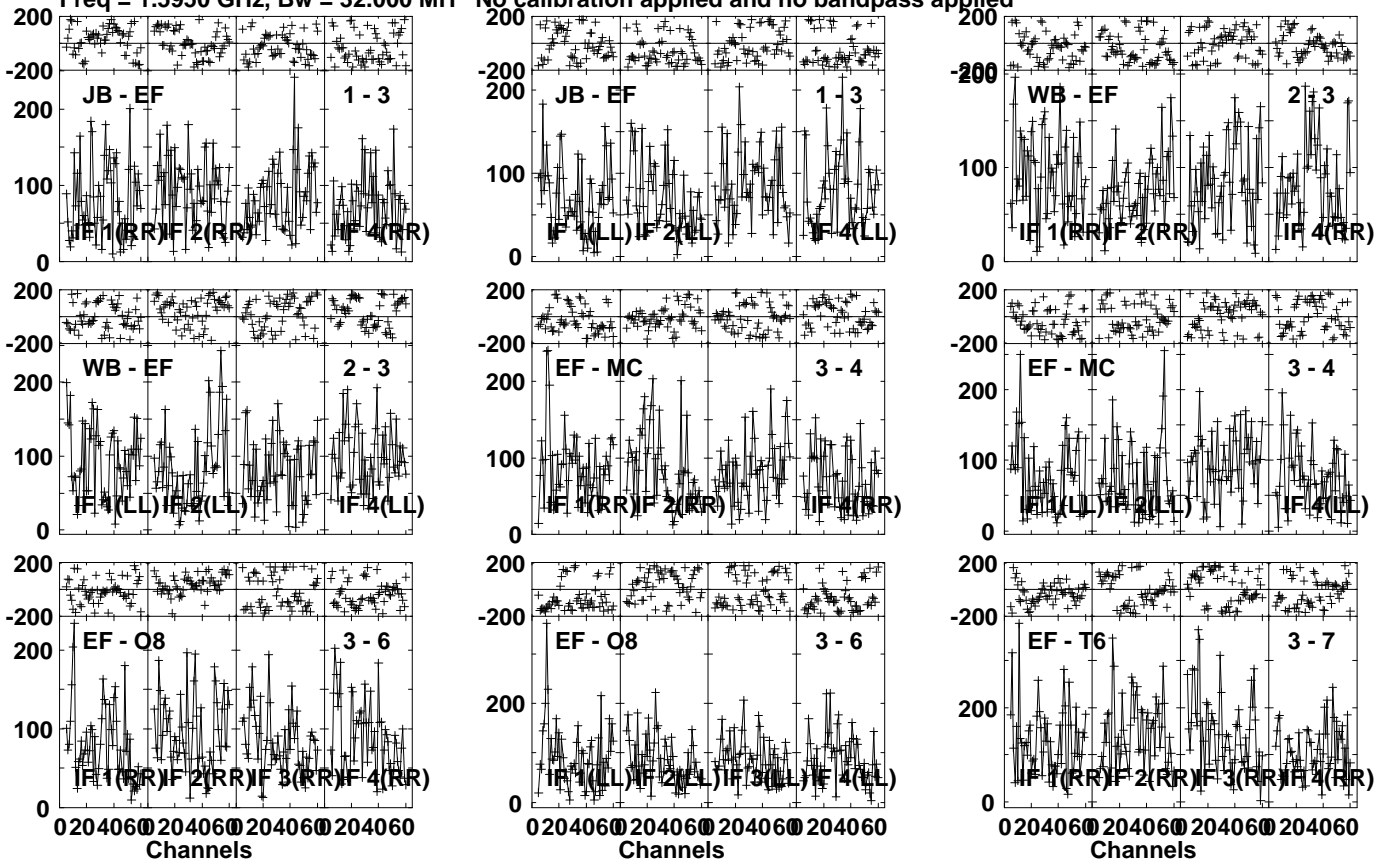 Freq = 1.5950 GHz, Bw = 32.000 MH No calibration applied and no bandpass applied
200
-200
JB - EF
1 - 3
200
100
0
IF 1(RR)
IF 2(RR)
IF 4(RR)
200
-200
JB - EF
1 - 3
200
100
0
IF 1(LL)
IF 2(LL)
IF 4(LL)
200
-200
WB - EF
2 - 3
200
100
0
IF 1(RR)
IF 2(RR)
IF 4(RR)
200
-200
WB - EF
2 - 3
200
100
0
IF 1(LL)
IF 2(LL)
IF 4(LL)
200
-200
EF - MC
3 - 4
200
100
0
IF 1(RR)
IF 2(RR)
IF 4(RR)
200
-200
EF - MC
3 - 4
200
100
0
IF 1(LL)
IF 2(LL)
IF 4(LL)
200
-200
EF - O8
3 - 6
200
100
0
IF 1(RR)
IF 2(RR)
IF 3(RR)
IF 4(RR)
0 20 40 60 0 20 40 60 0 20 40 60 0 20 40 60
Channels
200
-200
EF - O8
3 - 6
200
0
IF 1(LL)
IF 2(LL)
IF 3(LL)
IF 4(LL)
0 20 40 60 0 20 40 60 0 20 40 60 0 20 40 60
Channels
200
-200
EF - T6
3 - 7
200
0
IF 1(RR)
IF 2(RR)
IF 3(RR)
IF 4(RR)
0 20 40 60 0 20 40 60 0 20 40 60 0 20 40 60
Channels